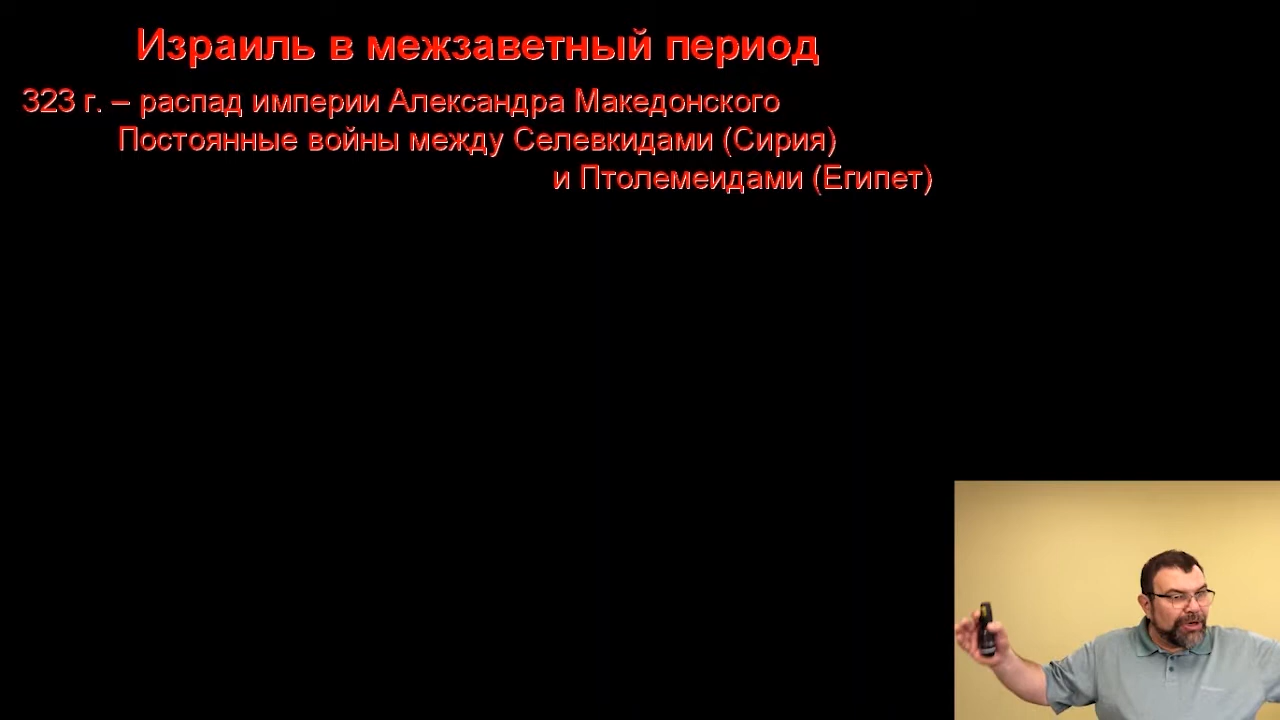 Израиль в межзаветный период
323 г. – распад империи Александра Македонского
Постоянные войны между Селевкидами (Сирия)
и Птолемеидами (Египет)